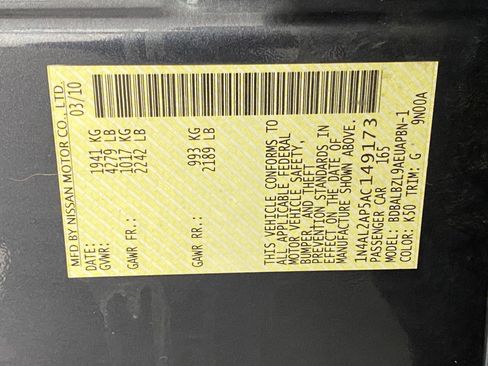 MFD BY NISSAN MOTOR CO., LTD.
03/10
GVWR: 1941 KG
4279 LB
GAWR FR.: 1017 KG
2242 LB
GAWR RR.: 993 KG
2189 LB
THIS VEHICLE CONFORMS TO
ALL APPLICABLE FEDERAL
MOTOR VEHICLE SAFETY,
BUMPER, AND THEFT
PREVENTION STANDARDS IN
EFFECT ON THE DATE OF
MANUFACTURE SHOWN ABOVE.
1N4AL2AP5AC149173
PASSENGER CAR 165
MODEL: BDBALBZL9AEUAPBN-1
COLOR: K50 TRIM: G 9N00A